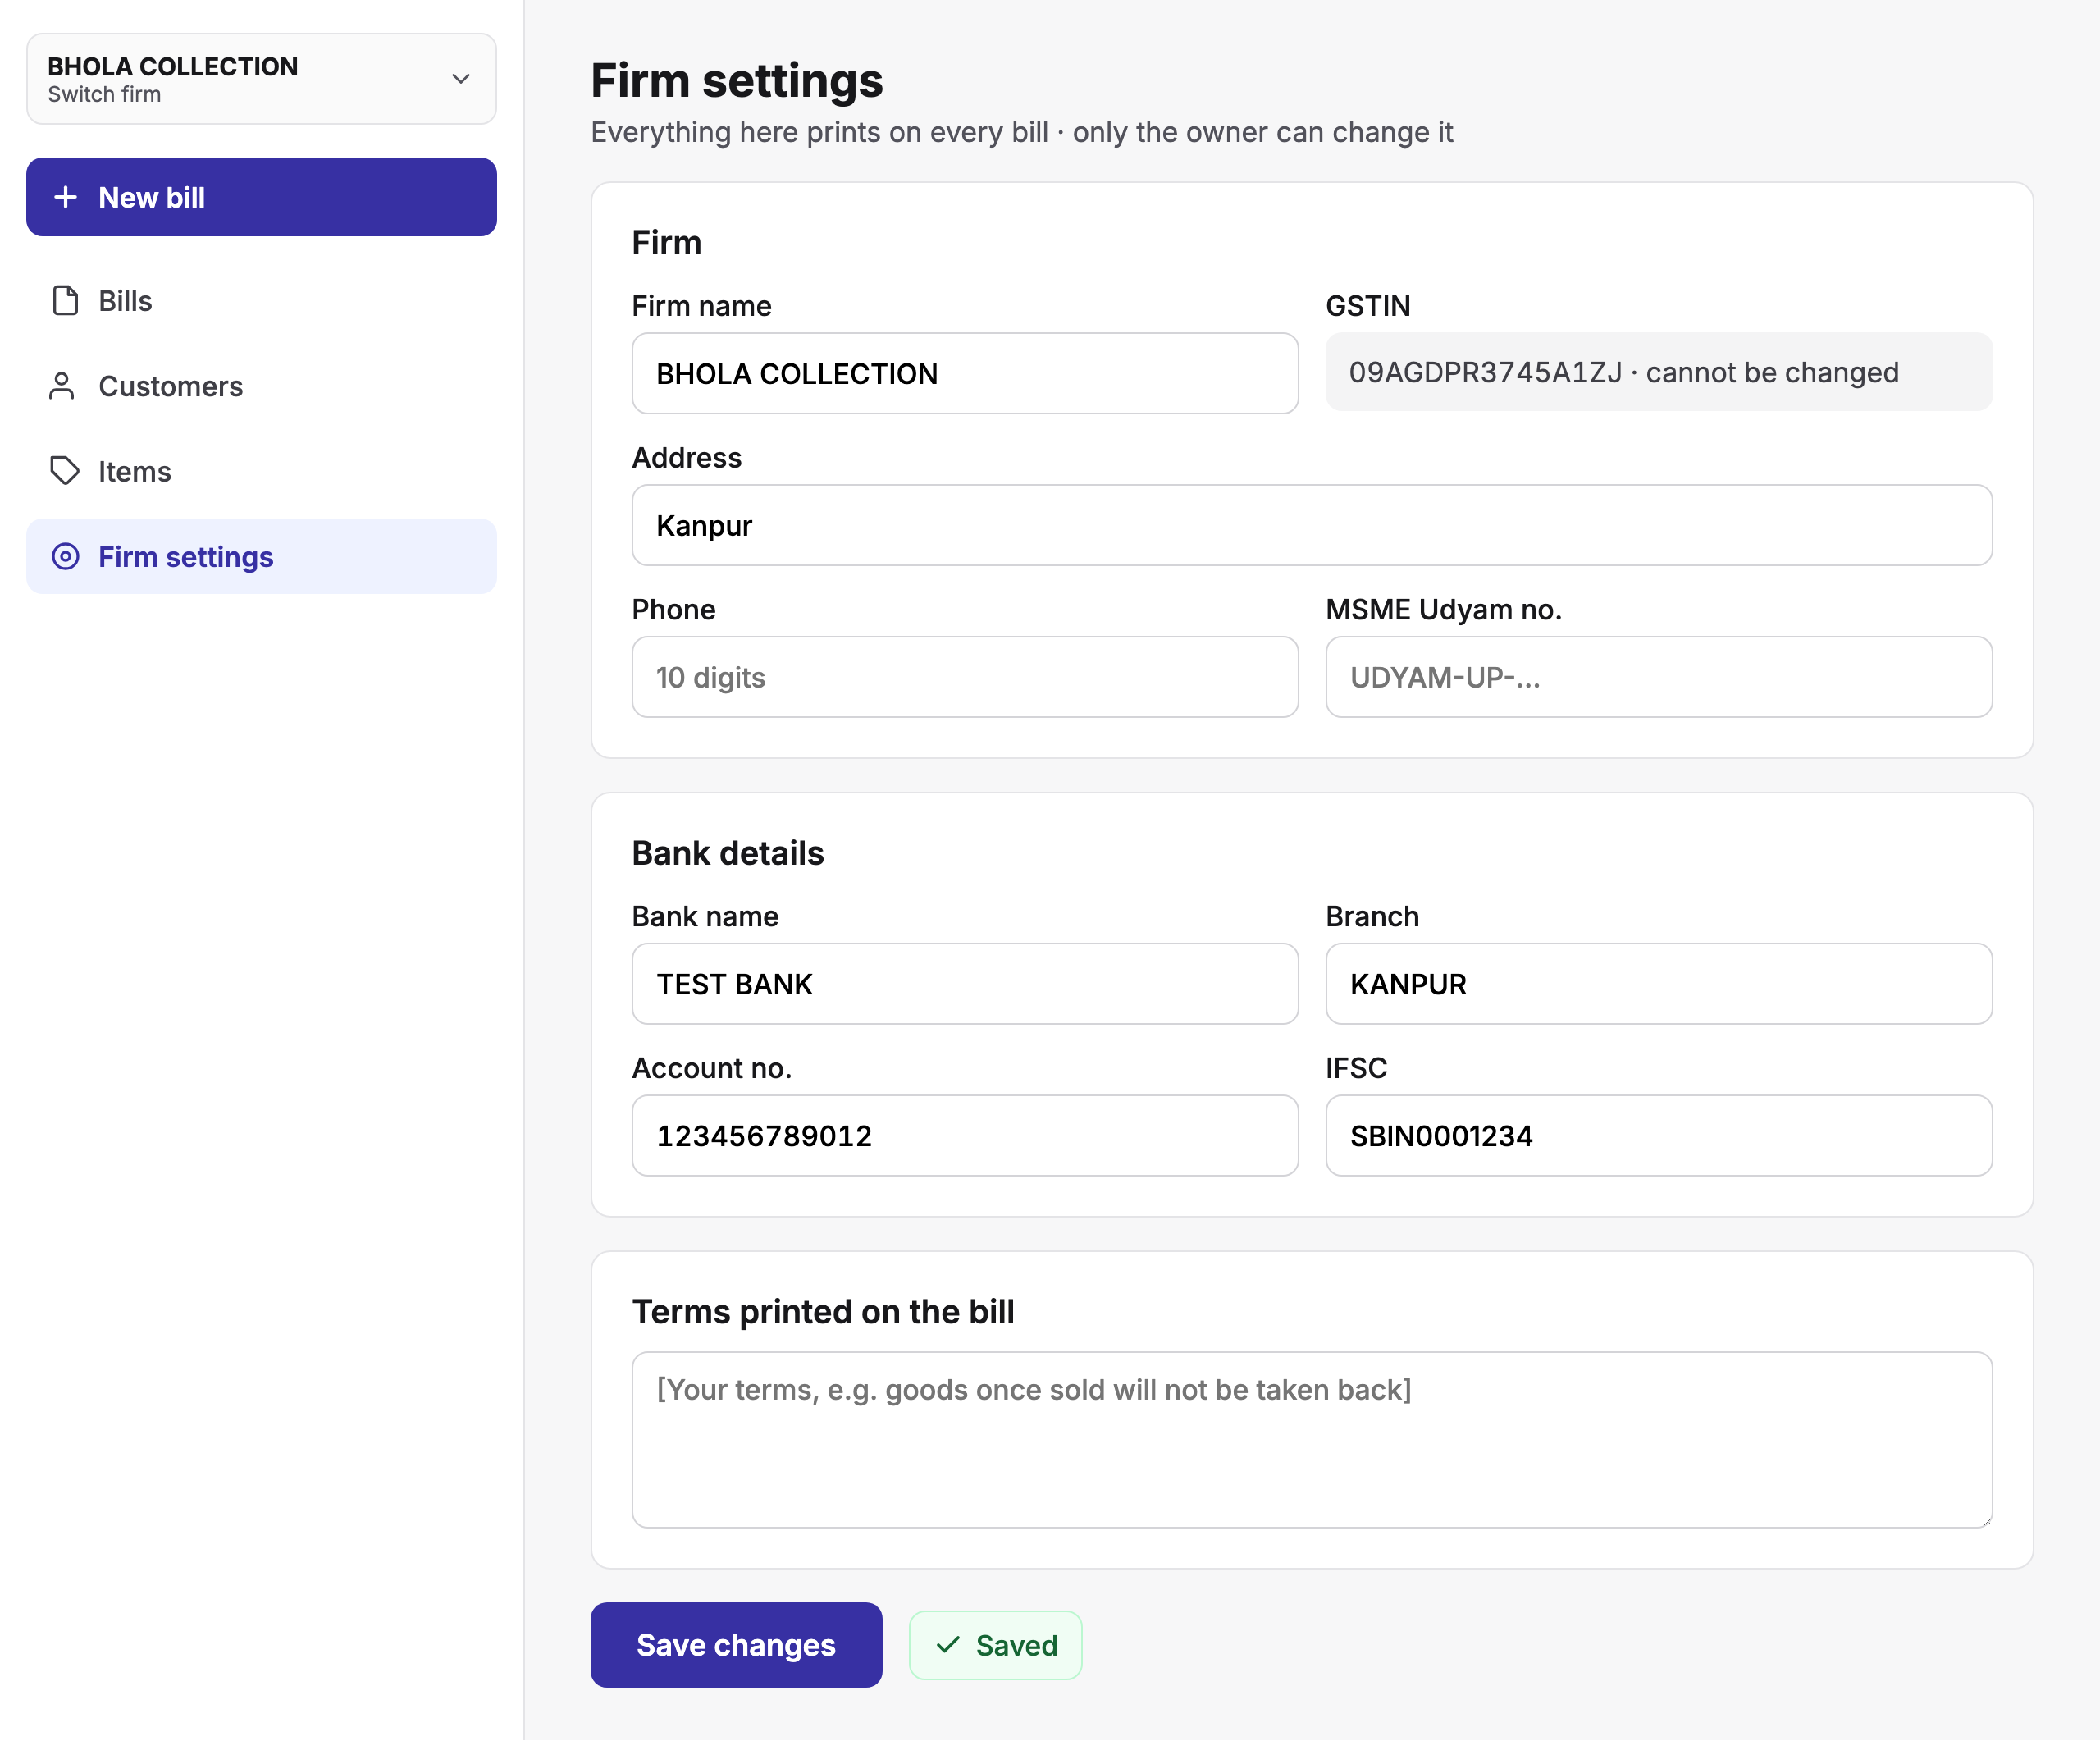 BHOLA COLLECTION
Switch firm
New bill
Bills
Customers
Items
Firm settings
Firm settings
Everything here prints on every bill · only the owner can change it
Firm
Firm name
GSTIN
BHOLA COLLECTION
09AGDPR3745A1ZJ · cannot be changed
Address
Kanpur
Phone
MSME Udyam no.
10 digits
UDYAM-UP-...
Bank details
Bank name
Branch
TEST BANK
KANPUR
Account no.
IFSC
123456789012
SBIN0001234
Terms printed on the bill
[Your terms, e.g. goods once sold will not be taken back]
Save changes
Saved